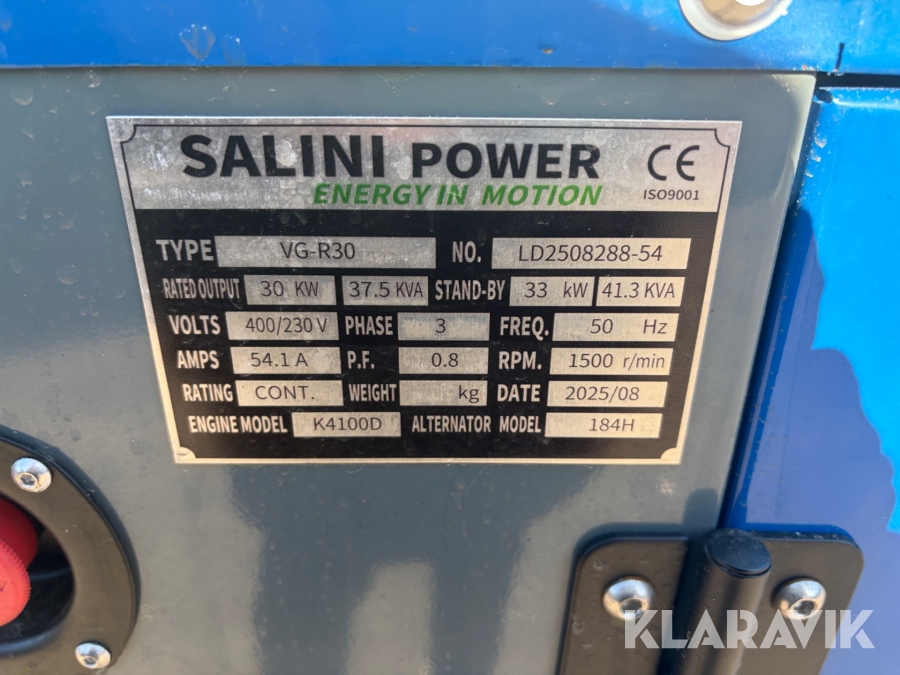 SALINI POWER CE
ENERGY IN MOTION ISO9001
TYPE VG-R30 NO. LD2508288-54
RATED OUTPUT 30 KW 37.5 KVA STAND-BY 33 kW 41.3 KVA
VOLTS 400/230 V PHASE 3 FREQ. 50 Hz
AMPS 54.1 A P.F. 0.8 RPM. 1500 r/min
RATING CONT. WEIGHT kg DATE 2025/08
ENGINE MODEL K4100D ALTERNATOR MODEL 184H
KLARAVIK